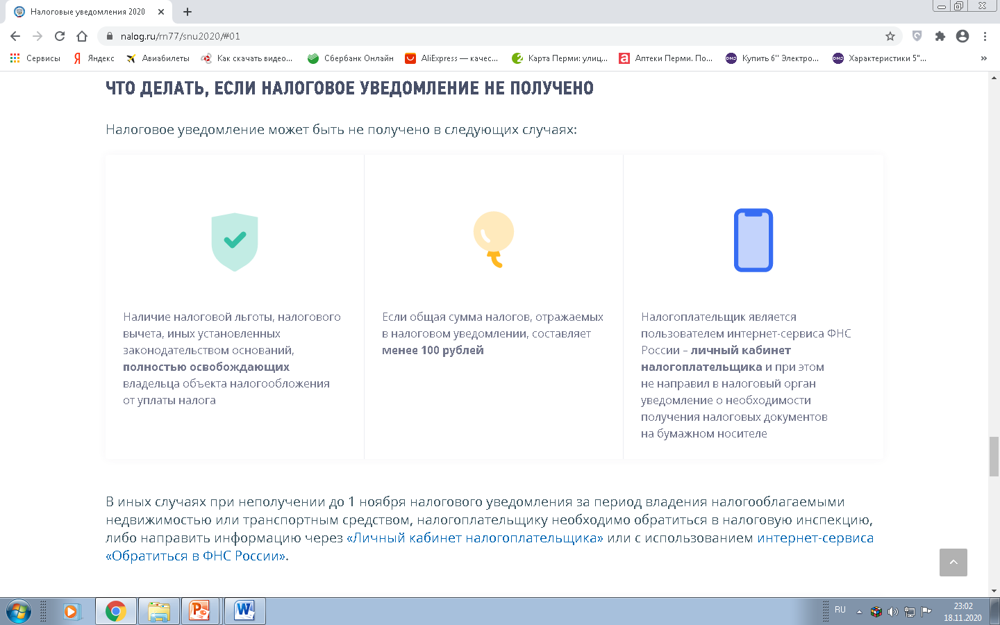 Налоговые уведомления 2020
nalog.ru/rn77/snu2020/#01
Сервисы
Яндекс
Авиабилеты
Как скачать видео...
Сбербанк Онлайн
AliExpress — качес...
Карта Перми: улиц...
Аптеки Перми. По...
Купить 6" Электро...
Характеристики 5"...
ЧТО ДЕЛАТЬ, ЕСЛИ НАЛОГОВОЕ УВЕДОМЛЕНИЕ НЕ ПОЛУЧЕНО
Налоговое уведомление может быть не получено в следующих случаях:
Наличие налоговой льготы, налогового
вычета, иных установленных
законодательством оснований,
полностью освобождающих
владельца объекта налогообложения
от уплаты налога
Если общая сумма налогов, отражаемых
в налоговом уведомлении, составляет
менее 100 рублей
Налогоплательщик является
пользователем интернет-сервиса ФНС
России – личный кабинет
налогоплательщика и при этом
не направил в налоговый орган
уведомление о необходимости
получения налоговых документов
на бумажном носителе
В иных случаях при неполучении до 1 ноября налогового уведомления за период владения налогооблагаемыми
недвижимостью или транспортным средством, налогоплательщику необходимо обратиться в налоговую инспекцию,
либо направить информацию через «Личный кабинет налогоплательщика» или с использованием интернет-сервиса
«Обратиться в ФНС России».
RU
23:02
18.11.2020